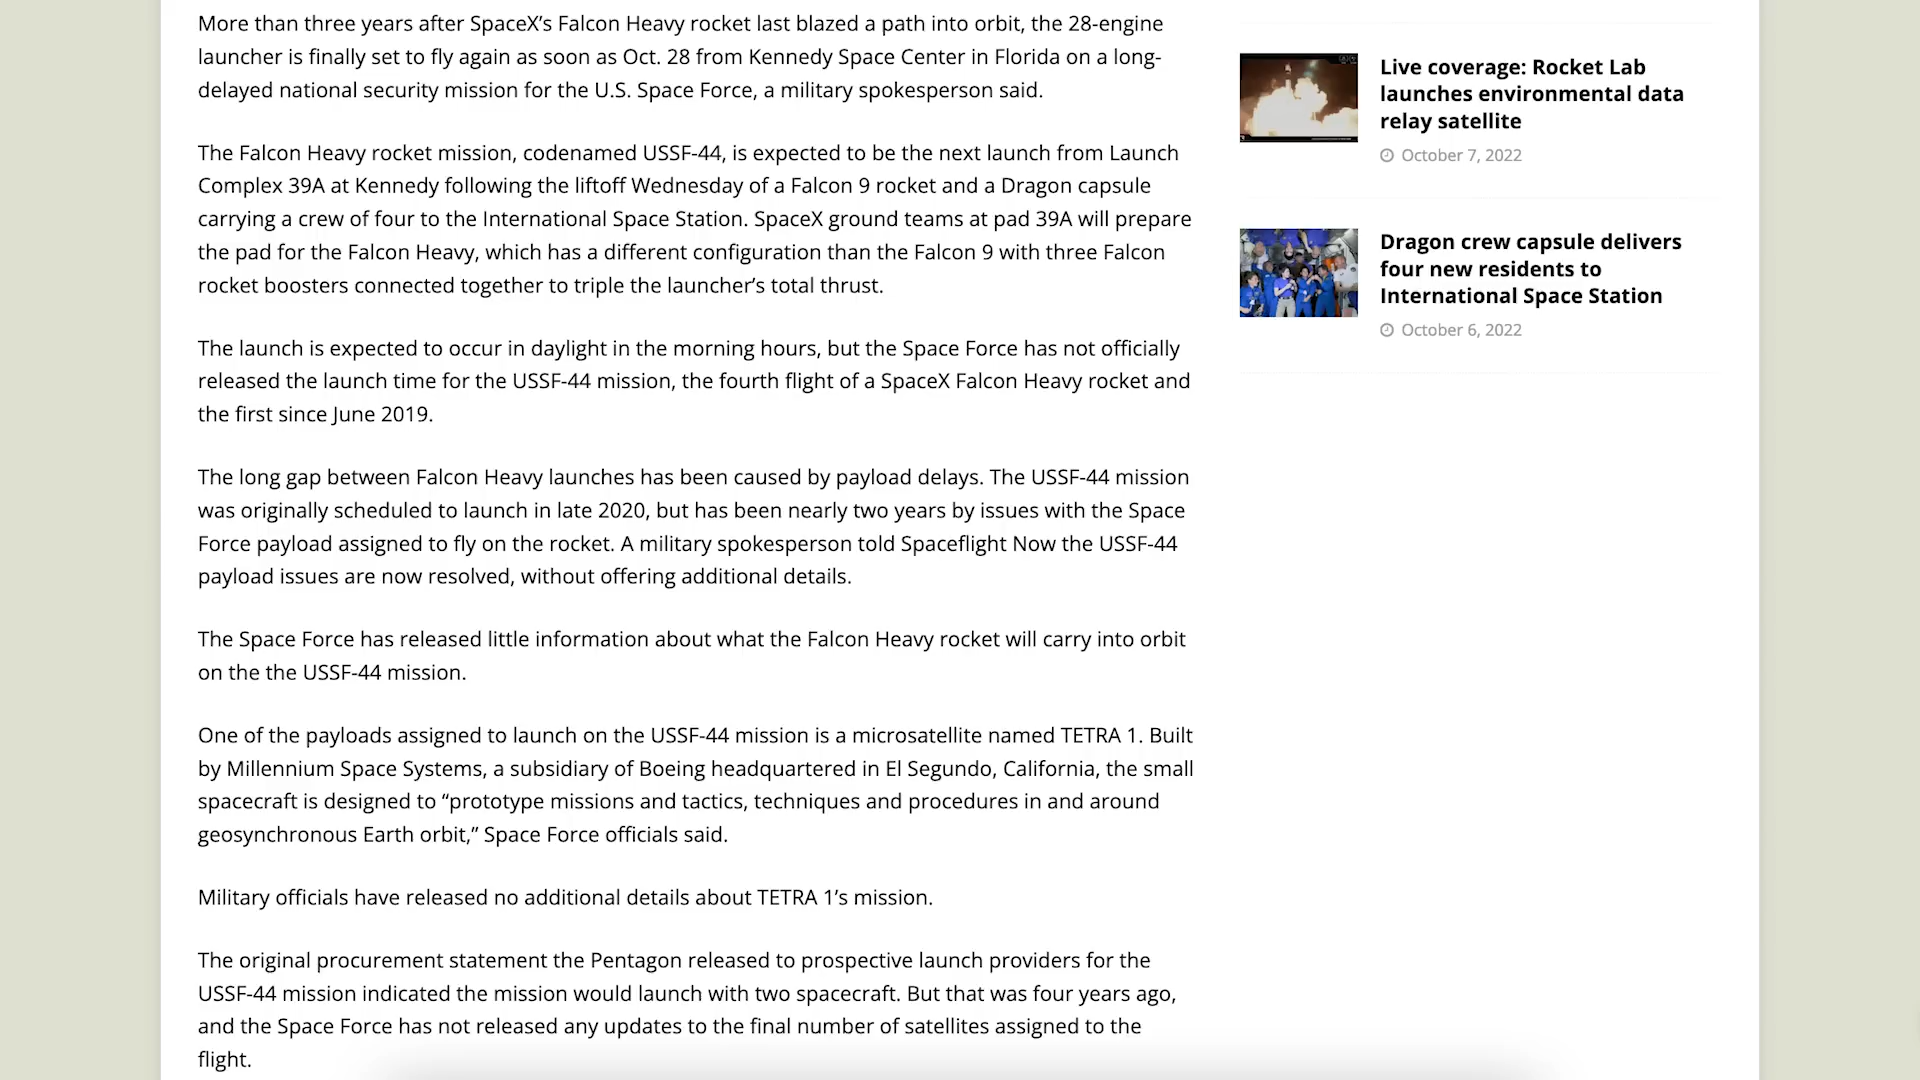 More than three years after SpaceX’s Falcon Heavy rocket last blazed a path into orbit, the 28-engine
launcher is finally set to fly again as soon as Oct. 28 from Kennedy Space Center in Florida on a long-
delayed national security mission for the U.S. Space Force, a military spokesperson said.
The Falcon Heavy rocket mission, codenamed USSF-44, is expected to be the next launch from Launch
Complex 39A at Kennedy following the liftoff Wednesday of a Falcon 9 rocket and a Dragon capsule
carrying a crew of four to the International Space Station. SpaceX ground teams at pad 39A will prepare
the pad for the Falcon Heavy, which has a different configuration than the Falcon 9 with three Falcon
rocket boosters connected together to triple the launcher’s total thrust.
The launch is expected to occur in daylight in the morning hours, but the Space Force has not officially
released the launch time for the USSF-44 mission, the fourth flight of a SpaceX Falcon Heavy rocket and
the first since June 2019.
The long gap between Falcon Heavy launches has been caused by payload delays. The USSF-44 mission
was originally scheduled to launch in late 2020, but has been nearly two years by issues with the Space
Force payload assigned to fly on the rocket. A military spokesperson told Spaceflight Now the USSF-44
payload issues are now resolved, without offering additional details.
The Space Force has released little information about what the Falcon Heavy rocket will carry into orbit
on the the USSF-44 mission.
One of the payloads assigned to launch on the USSF-44 mission is a microsatellite named TETRA 1. Built
by Millennium Space Systems, a subsidiary of Boeing headquartered in El Segundo, California, the small
spacecraft is designed to “prototype missions and tactics, techniques and procedures in and around
geosynchronous Earth orbit,” Space Force officials said.
Military officials have released no additional details about TETRA 1’s mission.
The original procurement statement the Pentagon released to prospective launch providers for the
USSF-44 mission indicated the mission would launch with two spacecraft. But that was four years ago,
and the Space Force has not released any updates to the final number of satellites assigned to the
flight.
Live coverage: Rocket Lab
launches environmental data
relay satellite
October 7, 2022
Dragon crew capsule delivers
four new residents to
International Space Station
October 6, 2022